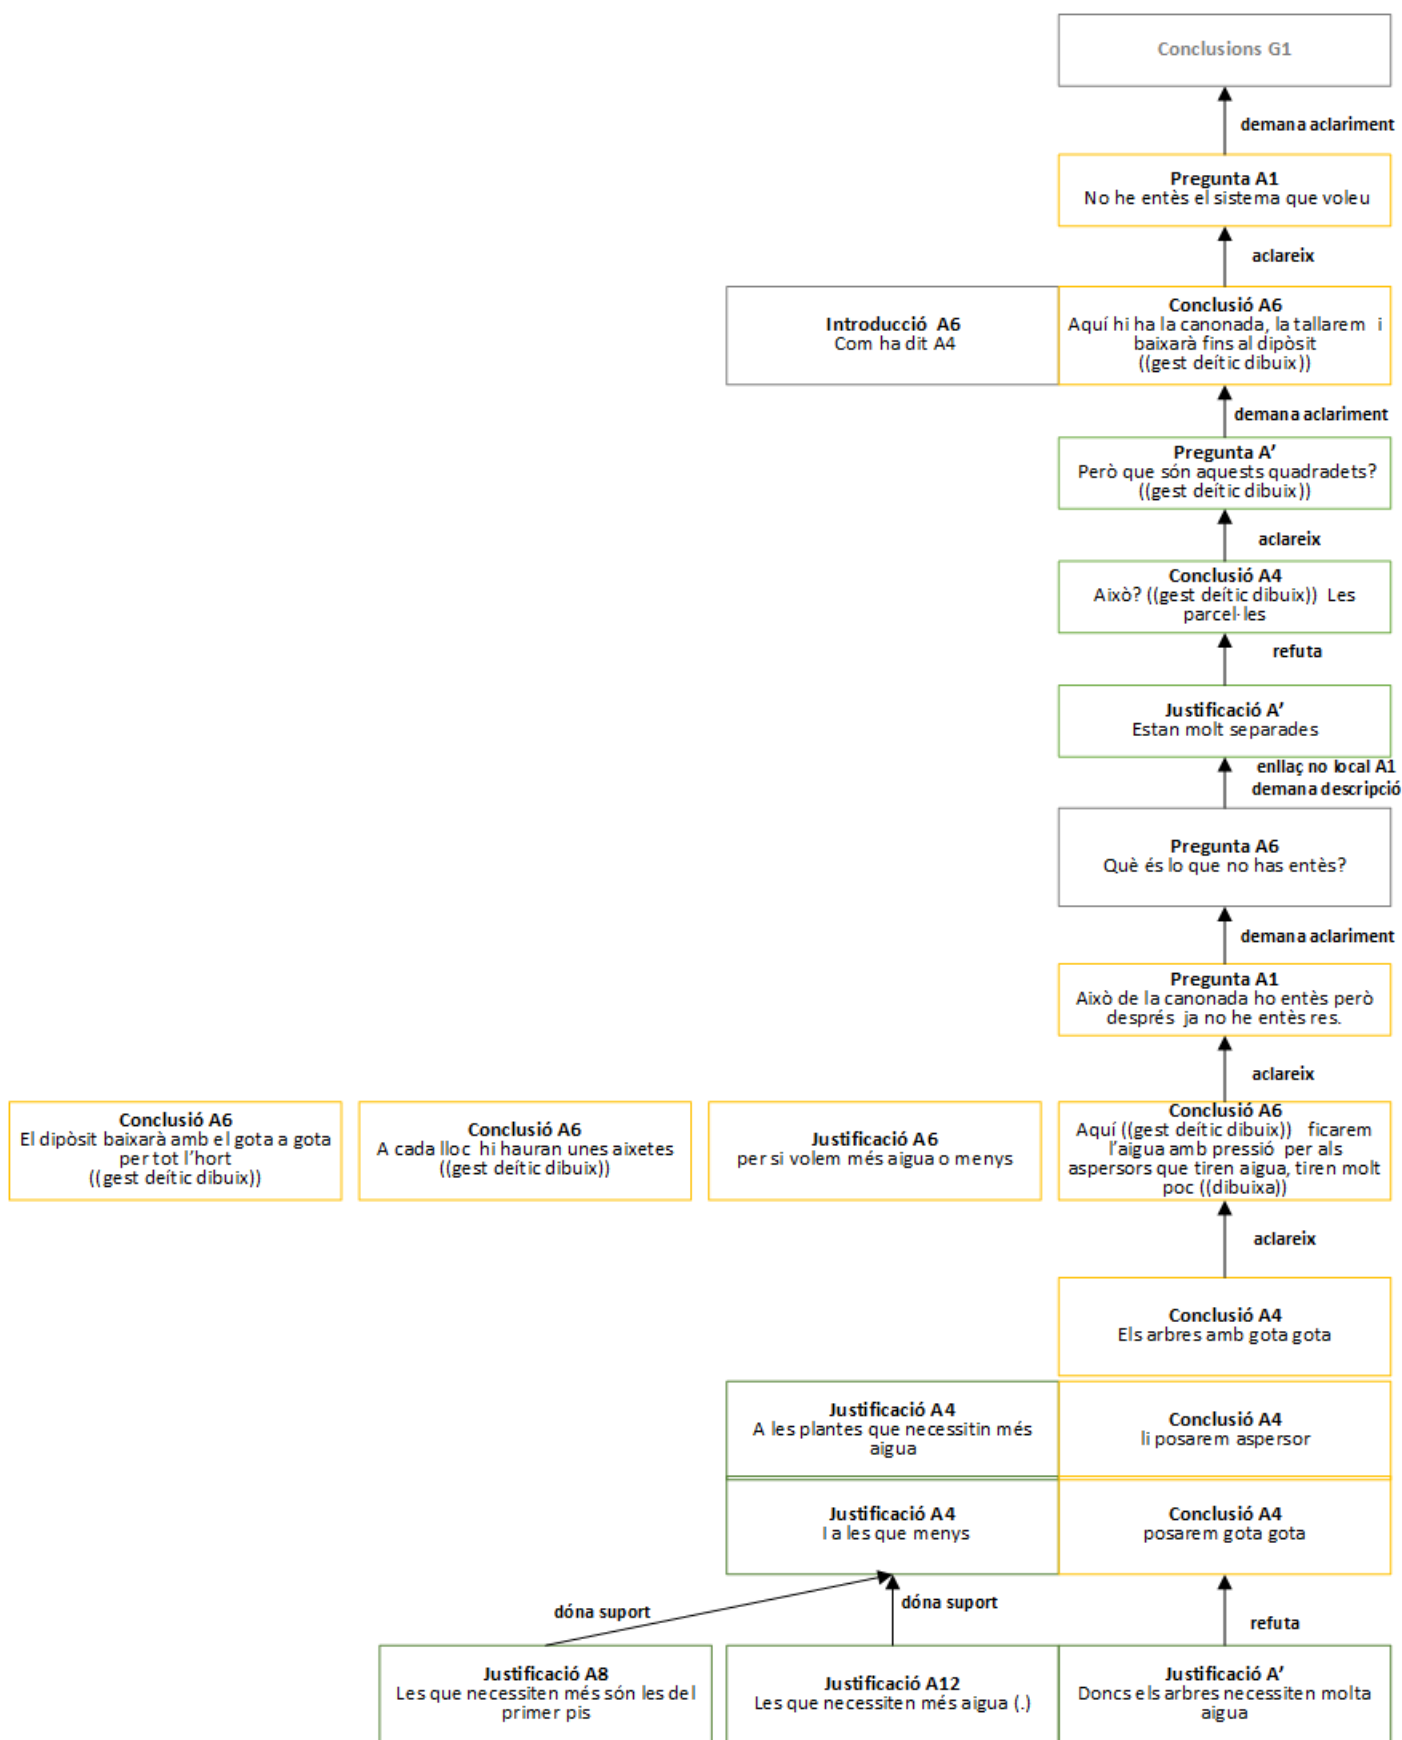 Conclusions G1
demana aclariment
Pregunta A1
No he entès el sistema que voleu
aclareix
Introducció A6
Com ha dit A4
Conclusió A6
Aquí hi ha la canonada, la tallarem i
baixarà fins al dipòsit
((gest deític dibuix))
demana aclariment
Pregunta A’
Però que són aquests quadradets?
((gest deític dibuix))
aclareix
Conclusió A4
Això? ((gest deític dibuix)) Les
parcel·les
refuta
Justificació A’
Estan molt separades
enllaç no local A1
demana descripció
Pregunta A6
Què és lo que no has entès?
demana aclariment
Pregunta A1
Això de la canonada ho entès però
després ja no he entès res.
aclareix
Conclusió A6
El dipòsit baixarà amb el gota a gota
per tot l’hort
((gest deític dibuix))
Conclusió A6
A cada lloc hi hauran unes aixetes
((gest deític dibuix))
Justificació A6
per si volem més aigua o menys
Conclusió A6
Aquí ((gest deític dibuix)) ficarem
l’aigua amb pressió per als
aspersors que tiren aigua, tiren molt
poc ((dibuixa))
aclareix
Conclusió A4
Els arbres amb gota gota
Justificació A4
A les plantes que necessitin més
aigua
Conclusió A4
li posarem aspersor
Justificació A4
I a les que menys
Conclusió A4
posarem gota gota
dóna suport
dóna suport
refuta
Justificació A8
Les que necessiten més són les del
primer pis
Justificació A12
Les que necessiten més aigua (.)
Justificació A’
Doncs els arbres necessiten molta
aigua